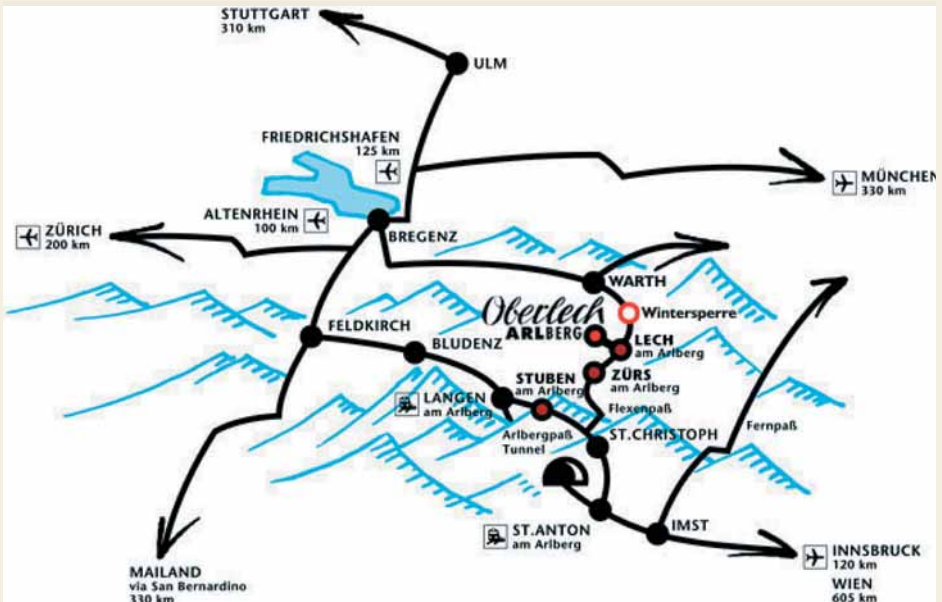 STUTTGART
310 km
ULM
FRIEDRICHSHAFEN
125 km
MÜNCHEN
330 km
ALTENRHEIN
100 km
ZÜRICH
200 km
BREGENZ
WARTH
Oberlech
ARLBERG
Wintersperre
FELDKIRCH
LECH
am Arlberg
BLUDENZ
STUBEN
am Arlberg
ZÜRS
am Arlberg
LANGEN
am Arlberg
Flexenpaß
Arlbergpaß
Tunnel
ST.CHRISTOPH
Fernpaß
ST.ANTON
am Arlberg
IMST
INNSBRUCK
120 km
WIEN
605 km
MAILAND
via San Bernardino
330 km